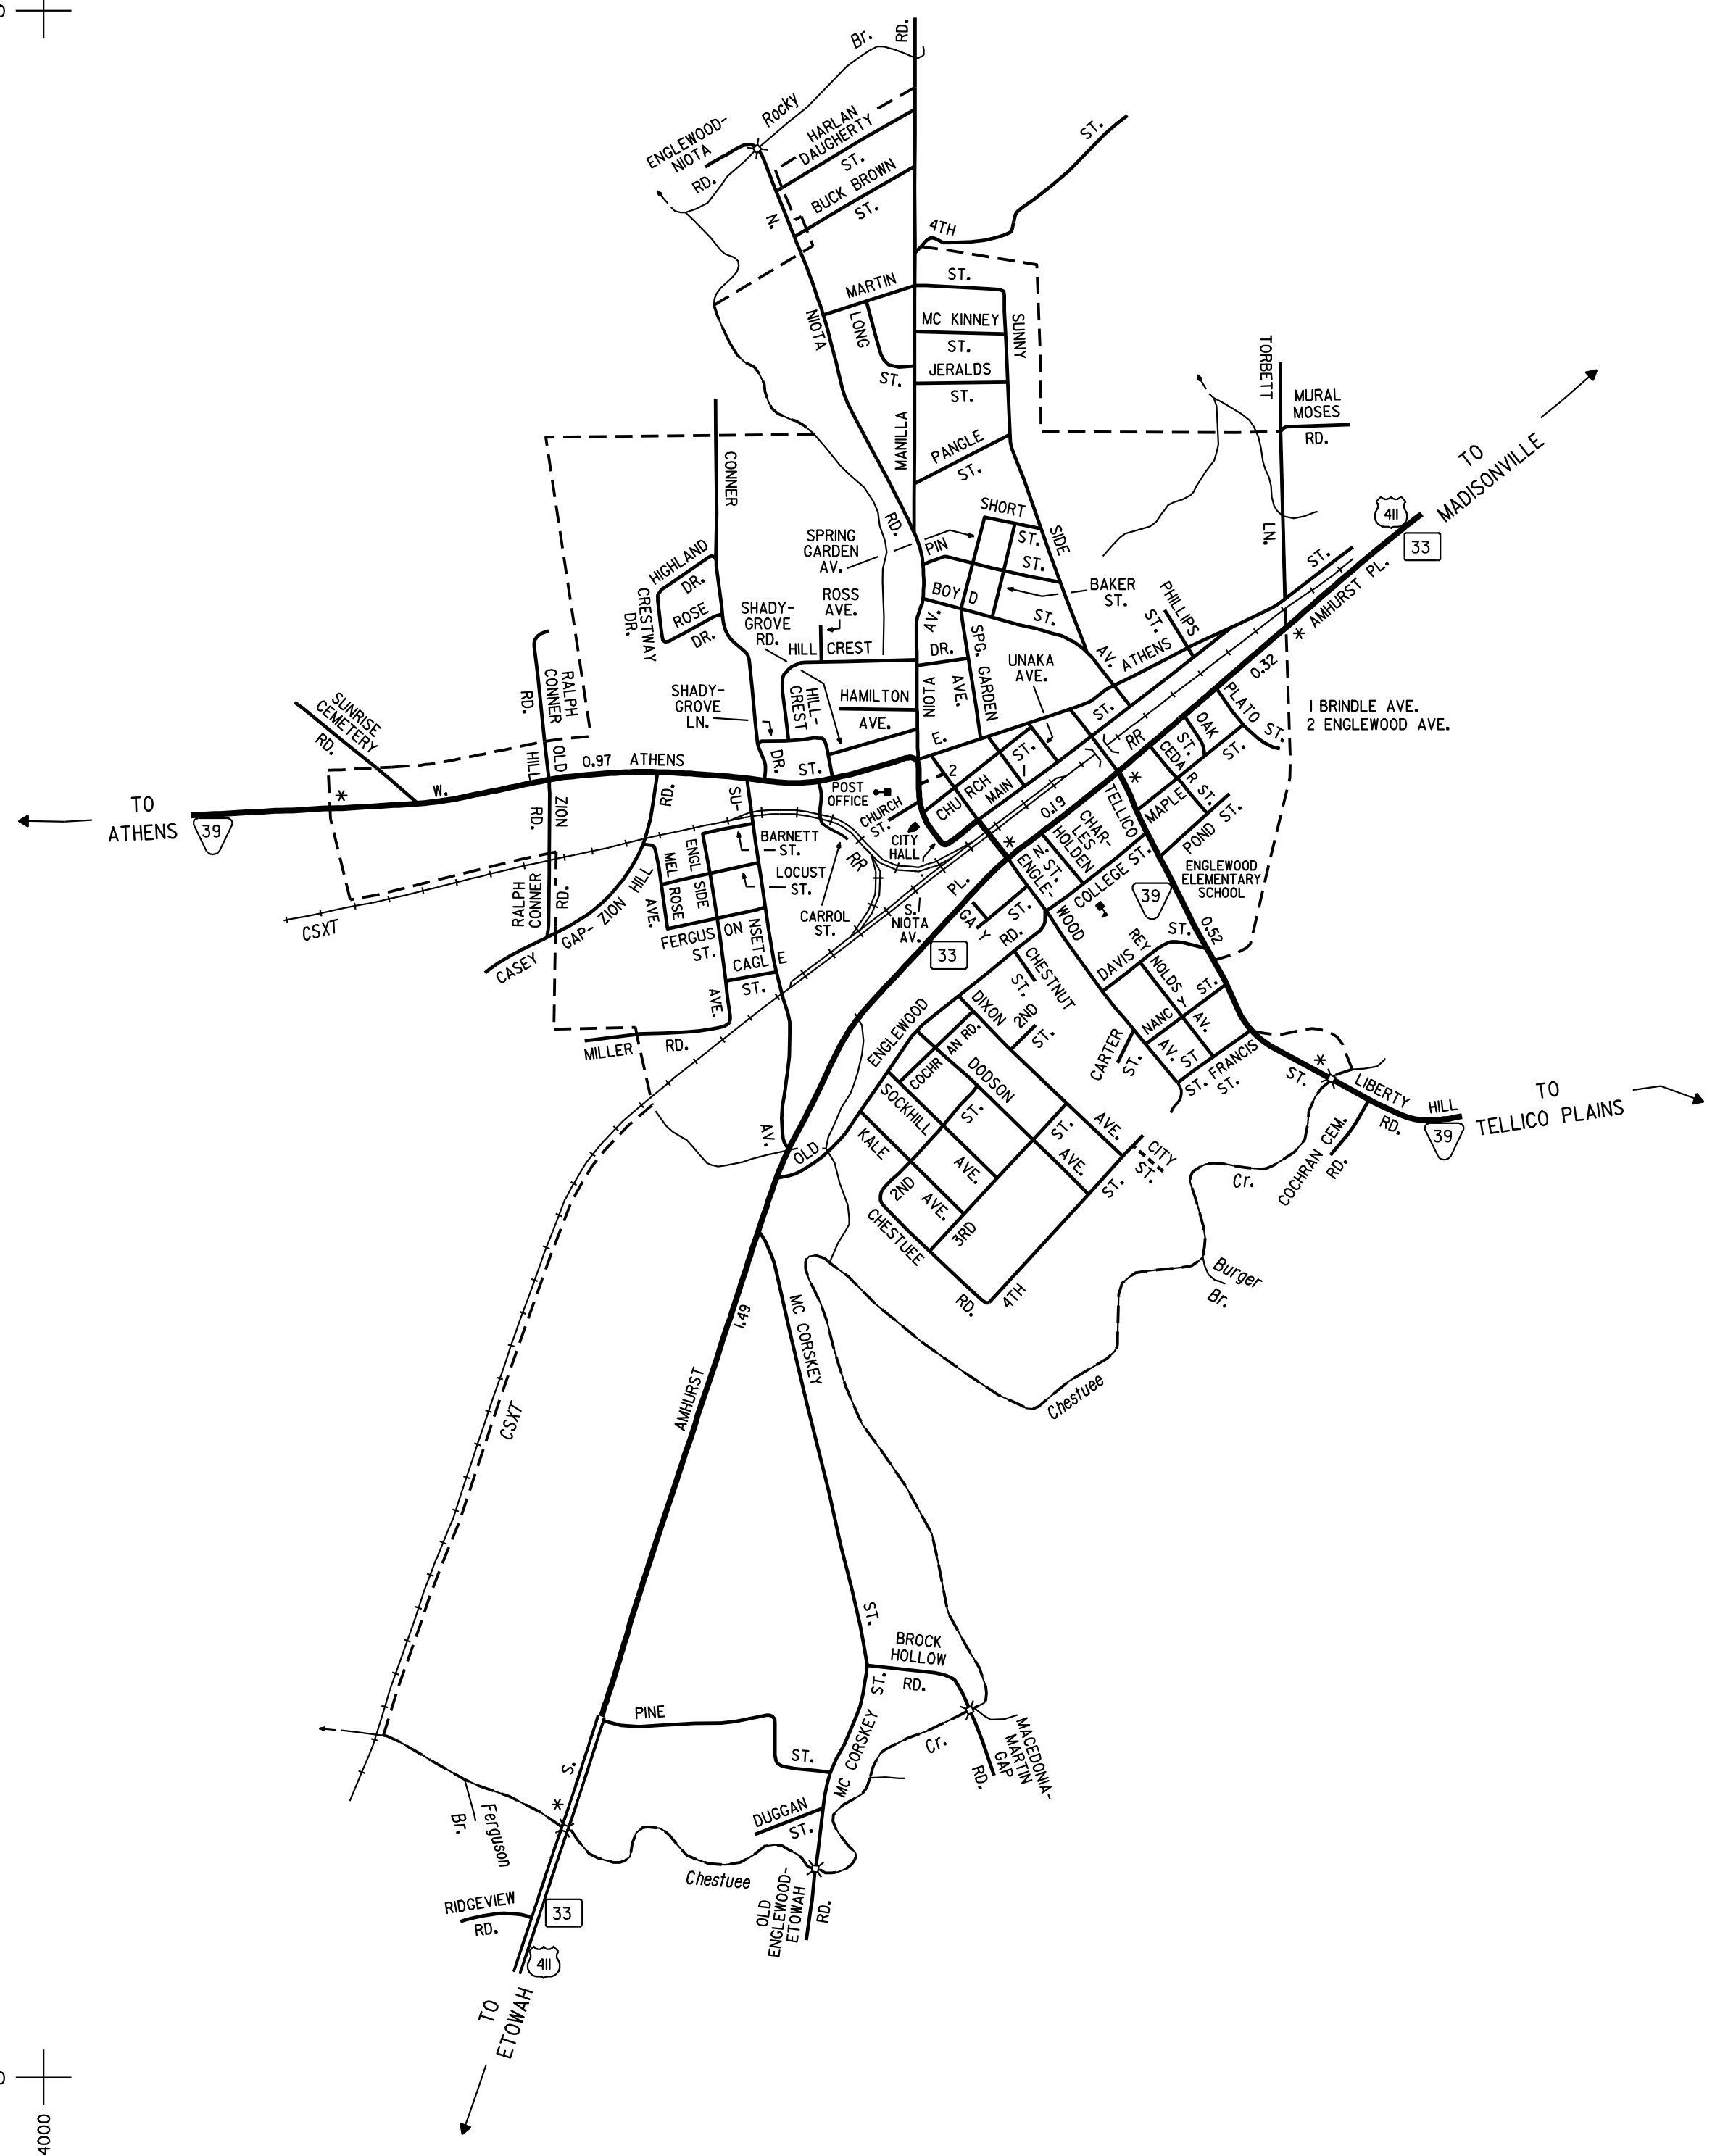 RD.
Br.
Rocky
ENGLEWOOD-
NIOTA
RD.
HARLAN
DAUGHERTY
ST.
BUCK BROWN
ST.
ST.
4TH
N.
NIOTA
RD.
MARTIN
ST.
LONG
ST.
MC KINNEY
ST.
SUNNY
JERALDS
ST.
MANILLA
PANGLE
ST.
TORBETT
LN.
MURAL
MOSES
RD.
TO
MADISONVILLE
411
33
ST.
* AMHURST PL.
0.32
CONNER
SHORT
ST.
SIDE
SPRING
GARDEN
AV.
PIN
ST.
BOY D
ST.
BAKER
ST.
PHILLIPS
ST.
HIGHLAND
DR.
CRESTWAY
DR.
ROSE
DR.
SHADY-
GROVE
RD.
ROSS
AVE.
HILL CREST
DR.
AV.
SPG. GARDEN
AVE.
UNAKA
AVE.
AV.
ATHENS
SHADY-
GROVE
LN.
HILL-
CREST
DR.
HAMILTON
AVE.
NIOTA
E.
ST.
RR
PLATO ST.
OAK
ST.
ST.
CEDA R ST.
MAPLE
POND ST.
1 BRINDLE AVE.
2 ENGLEWOOD AVE.
RALPH
CONNER
RD.
SUNRISE
CEMETERY
RD.
OLD
HILL
ZION
RD.
0.97 ATHENS
ST.
W.
*
TO
ATHENS
39
CSXT
RALPH
CONNER
RD.
CASEY GAP- ZION HILL RD.
SU-
NSET
AV.
MEL ROSE
AVE.
ENGL
SIDE
AVE.
BARNETT
ST.
LOCUST
ST.
FERGUS ON
ST.
CAGL E
ST.
MILLER RD.
POST
OFFICE
CHURCH
ST.
CITY
HALL
2
CHU RCH
ST.
MAIN
1
*
0.19
TELLICO
*
RR
CARROL
ST.
S.
NIOTA
AV.
PL.
33
N.
ENGLE-
WOOD
ST.
CHAR-
LES
HOLDEN
COLLEGE ST.
GA Y
ST.
39
ENGLEWOOD
ELEMENTARY
SCHOOL
0.52
ST.
REY
NOLDS
AV.
DAVIS
NANC Y
ST.
AV.
CARTER
ST.
ST
ST. FRANCIS
ST.
ST.
*
LIBERTY
HILL
RD.
39
TO
TELLICO PLAINS
COCHRAN CEM.
RD.
Cr.
Burger
Br.
Chestuee
OLD
ENGLEWOOD
RD.
CHESTNUT
ST.
DIXON
AVE.
2ND
ST.
COCHR AN RD.
DODSON
AVE.
SOCKHILL
AVE.
ST.
ST.
KALE
AVE.
2ND
3RD
CHESTUEE
RD.
4TH
ST.
CITY
ST.
1.49
AMHURST
MC CORSKEY
ST.
CSXT
BROCK
HOLLOW
RD.
PINE
ST.
MC CORSKEY ST.
Cr.
MACEDONIA-
MARTIN
GAP
RD.
S.
*
DUGGAN
ST.
Ferguson
Br.
Chestuee
OLD
ENGLEWOOD-
ETOWAH
RD.
RIDGEVIEW
RD.
33
411
TO
ETOWAH
4000